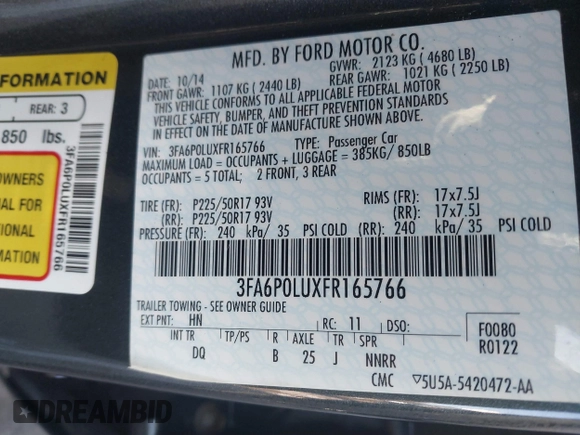 MFD. BY FORD MOTOR CO.
DATE: 10/14
GVWR: 2123 KG ( 4680 LB)
FRONT GAWR: 1107 KG ( 2440 LB)
REAR GAWR: 1021 KG ( 2250 LB)
THIS VEHICLE CONFORMS TO ALL APPLICABLE FEDERAL MOTOR
VEHICLE SAFETY, BUMPER, AND THEFT PREVENTION STANDARDS
IN EFFECT ON THE DATE OF MANUFACTURE SHOWN ABOVE.
VIN: 3FA6P0LUXFR165766
TYPE: Passenger Car
MAXIMUM LOAD = OCCUPANTS + LUGGAGE = 385KG/ 850LB
OCCUPANTS = 5 TOTAL; 2 FRONT, 3 REAR
TIRE (FR): P225/50R17 93V RIMS (FR): 17x7.5J
(RR): P225/50R17 93V (RR): 17x7.5J
PRESSURE (FR): 240 kPa/ 35 PSI COLD (RR): 240 kPa/ 35 PSI COLD
3FA6P0LUXFR165766
TRAILER TOWING - SEE OWNER GUIDE
EXT PNT: HN RC: 11 DSO:
F0080
R0122
INT TR TP/PS R AXLE TR SPR
DQ B 25 J NNRR
CMC ▽5U5A-5420472-AA
FORMATION
REAR: 3
850 lbs.
OWNERS
UAL FOR
TIONAL
MATION
3FA6P0LUXFR165766
DREAMBID